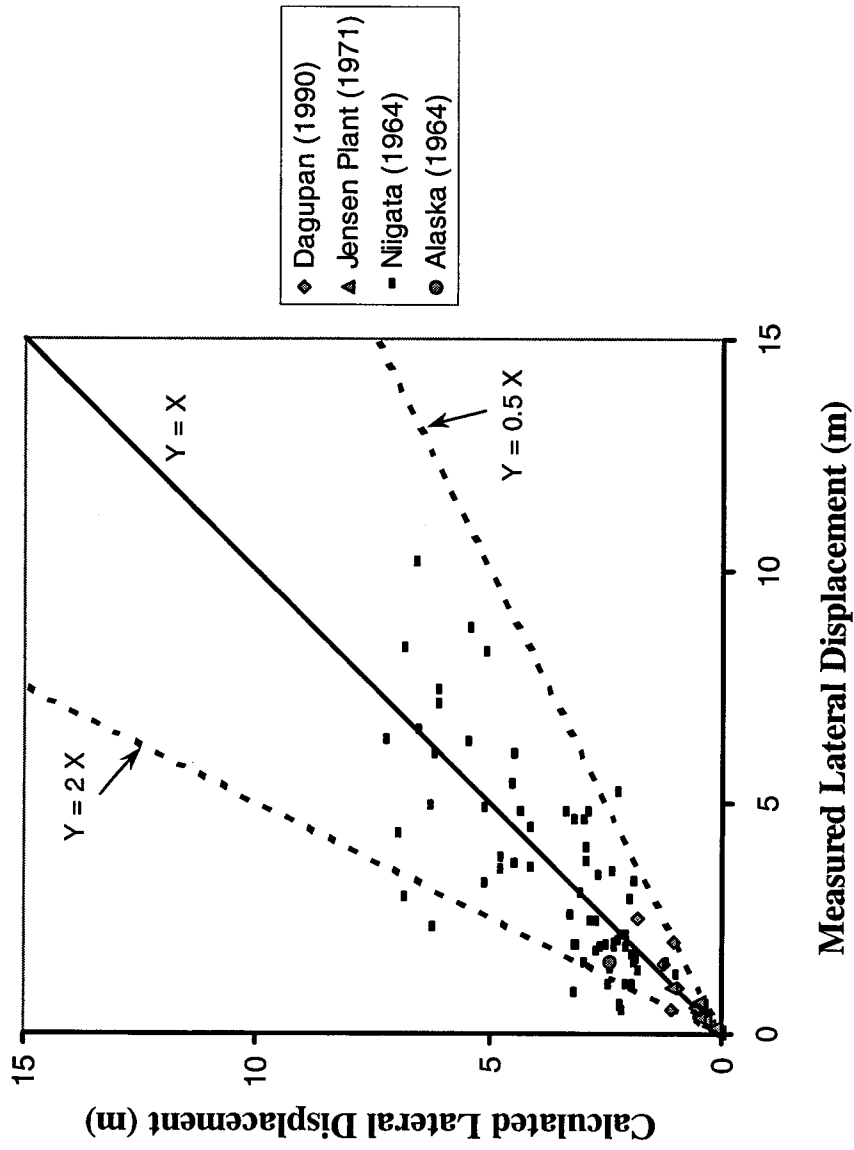 Calculated Lateral Displacement (m)
15
10
5
0
0
5
10
15
Measured Lateral Displacement (m)
Y = 2 X
Y = X
Y = 0.5 X
Dagupan (1990)
Jensen Plant (1971)
Niigata (1964)
Alaska (1964)